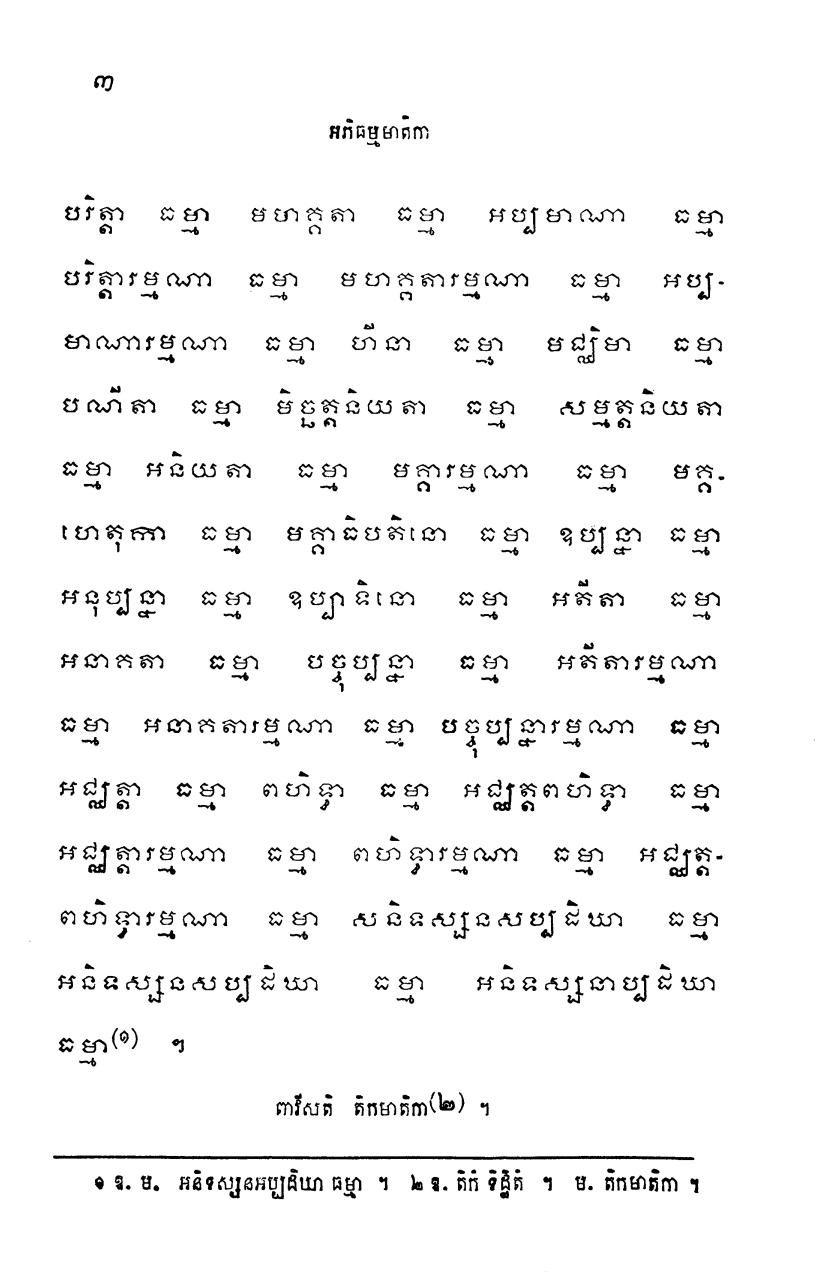 ៣
អភិធម្មមាតិកា
បរិត្តា ធម្មា មហគ្គតា ធម្មា អប្បមាណា ធម្មា
បរិត្តារម្មណា ធម្មា មហគ្គតារម្មណា ធម្មា អប្ប-
មាណារម្មណា ធម្មា ហីនា ធម្មា មជ្ឈិមា ធម្មា
បណីតា ធម្មា មិច្ឆត្តនិយតា ធម្មា សម្មត្តនិយតា
ធម្មា អនិយតា ធម្មា មគ្គារម្មណា ធម្មា មគ្គ-
ហេតុកា ធម្មា មគ្គាធិបតិនោ ធម្មា ឧប្បន្នា ធម្មា
អនុប្បន្នា ធម្មា ឧប្បាទិនោ ធម្មា អតីតា ធម្មា
អនាគតា ធម្មា បច្ចុប្បន្នា ធម្មា អតីតារម្មណា
ធម្មា អនាគតារម្មណា ធម្មា បច្ចុប្បន្នារម្មណា ធម្មា
អជ្ឈត្តា ធម្មា ពហិទ្ធា ធម្មា អជ្ឈត្តពហិទ្ធា ធម្មា
អជ្ឈត្តារម្មណា ធម្មា ពហិទ្ធារម្មណា ធម្មា អជ្ឈត្ត-
ពហិទ្ធារម្មណា ធម្មា សនិទស្សនសប្បដិឃា ធម្មា
អនិទស្សនសប្បដិឃា ធម្មា អនិទស្សនាប្បដិឃា
ធម្មា(១) ។
ពាវីសតិ តិកមាតិកា(២) ។
១ ឱ. ម. អនិទស្សនអប្បដិឃា ធម្មា ។ ២ ឱ. តិកំ ទិដ្ឋិតំ ។ ម. តិកមាតិកា ។